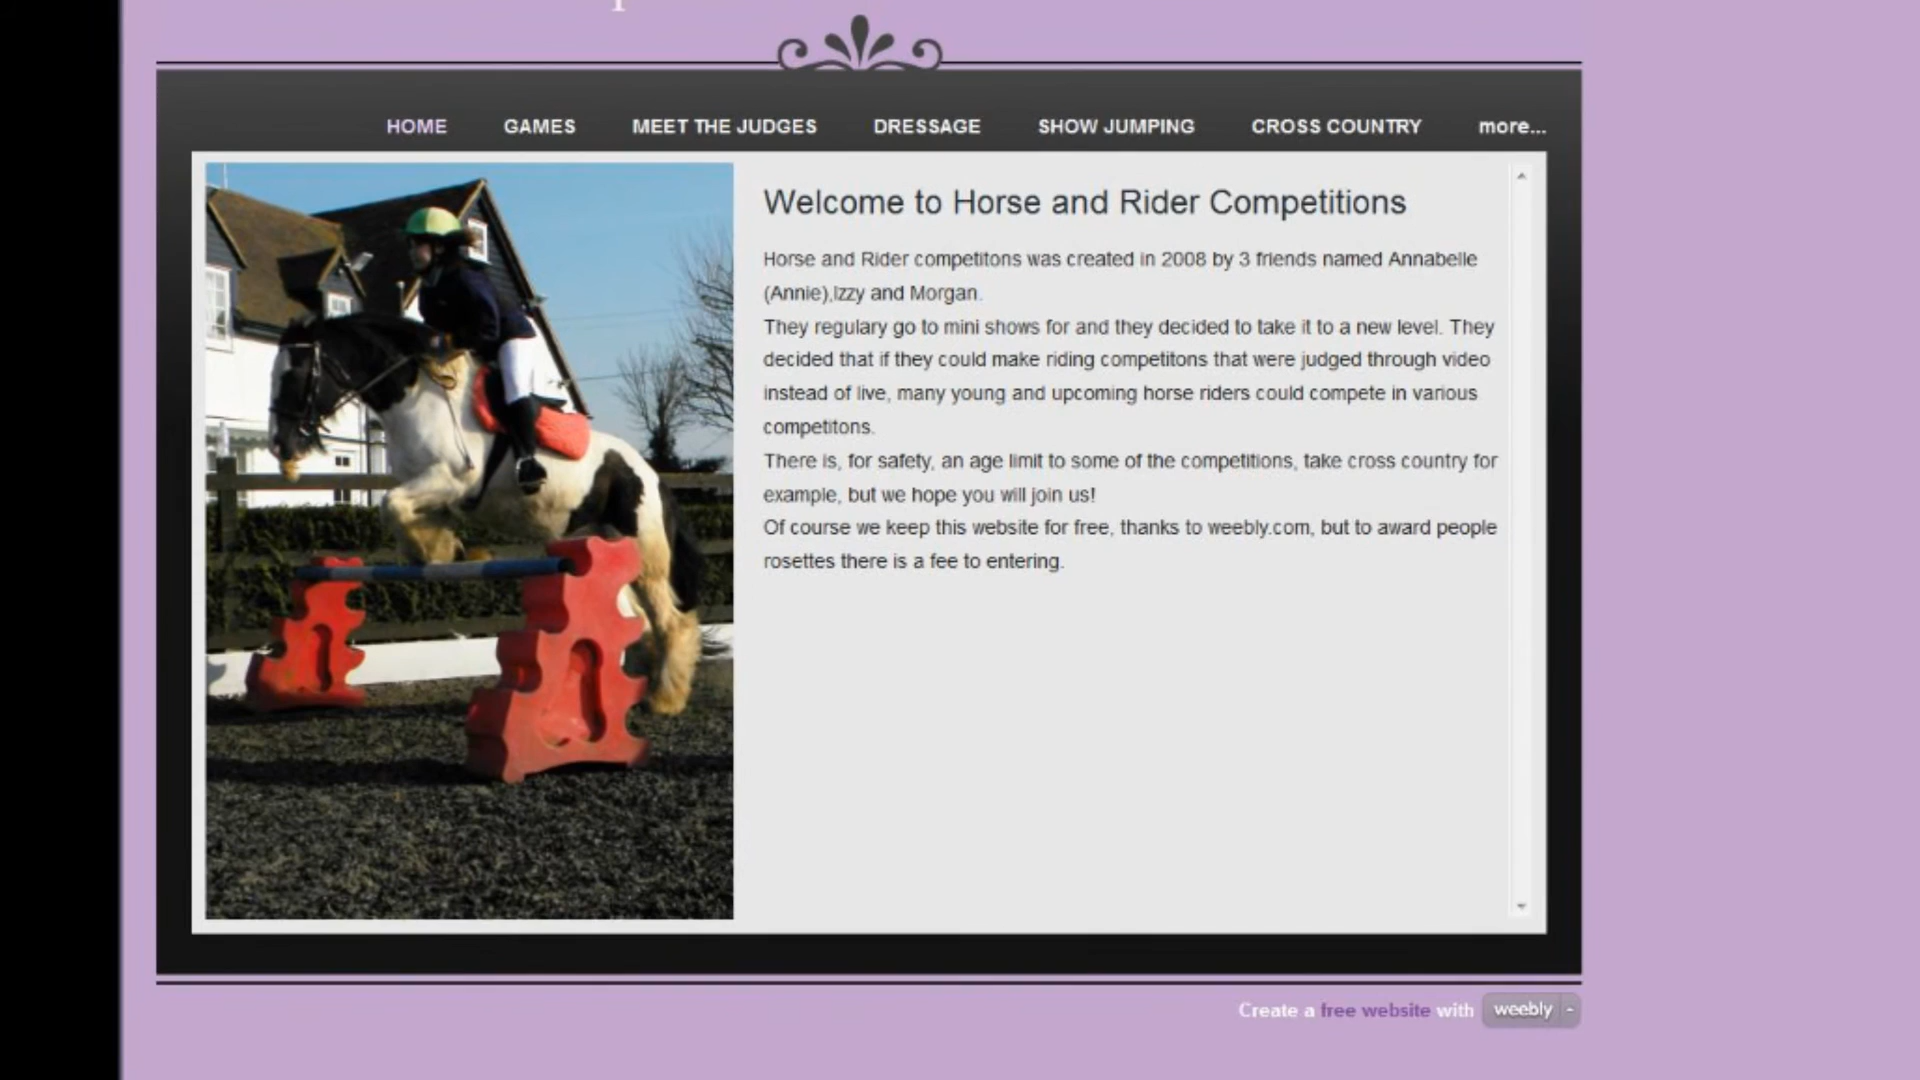 HOME GAMES MEET THE JUDGES DRESSAGE SHOW JUMPING CROSS COUNTRY more...
Welcome to Horse and Rider Competitions
Horse and Rider competitons was created in 2008 by 3 friends named Annabelle
(Annie),Izzy and Morgan.
They regulary go to mini shows for and they decided to take it to a new level. They
decided that if they could make riding competitons that were judged through video
instead of live, many young and upcoming horse riders could compete in various
competitons.
There is, for safety, an age limit to some of the competitions, take cross country for
example, but we hope you will join us!
Of course we keep this website for free, thanks to weebly.com, but to award people
rosettes there is a fee to entering.
Create a free website with weebly